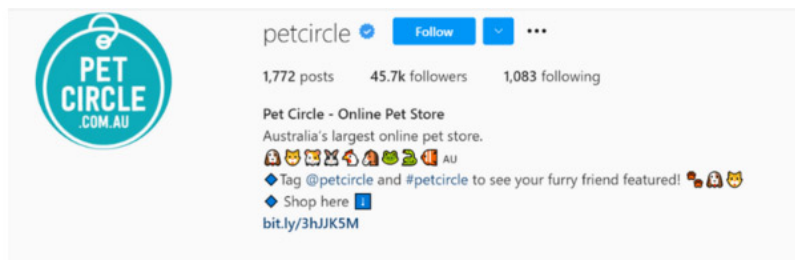 PET
CIRCLE
.COM.AU
petcircle Follow
1,772 posts 45.7k followers 1,083 following
Pet Circle - Online Pet Store
Australia's largest online pet store.
AU
Tag @petcircle and #petcircle to see your furry friend featured!
Shop here
bit.ly/3hJJK5M